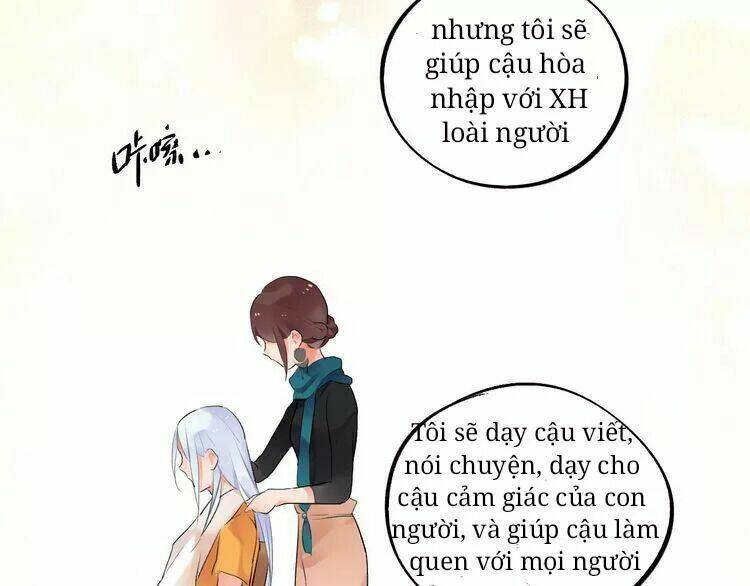 nhưng tôi sẽ
giúp cậu hòa
nhập với XH
loài người
咔嚓..
Tôi sẽ dạy cậu viết,
nói chuyện, dạy cho
cậu cảm giác của con
người, và giúp cậu làm
quen với mọi người